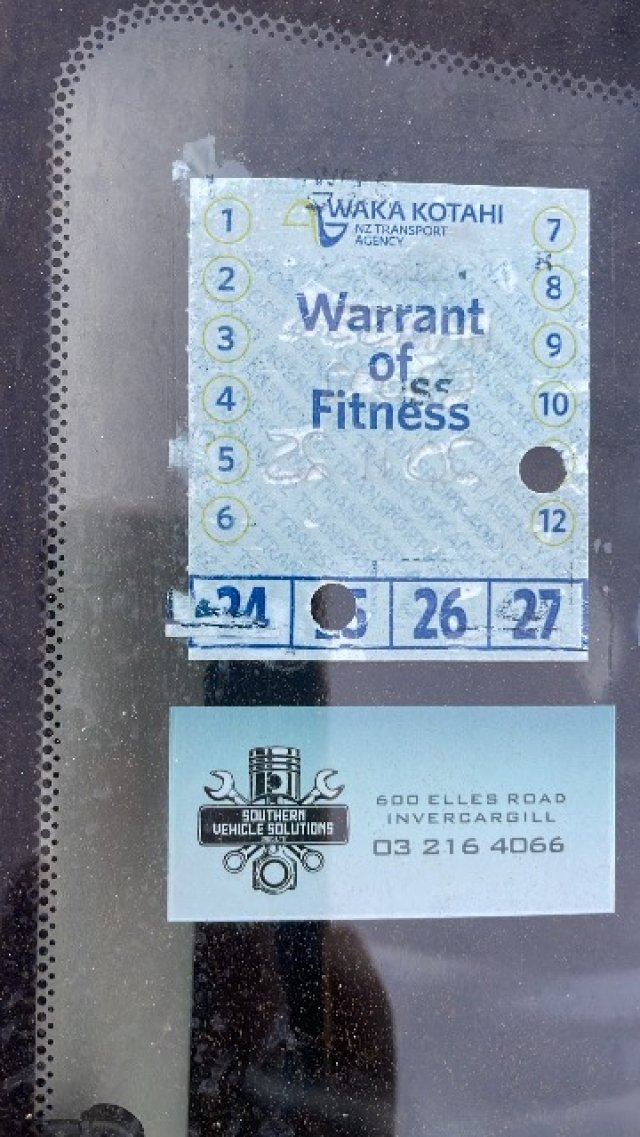 WAKA KOTAHI
NZ TRANSPORT
AGENCY
1
2
3
4
5
6
7
8
9
10
12
Warrant
of
Fitness
24 26 27
SOUTHERN
VEHICLE SOLUTIONS
600 ELLES ROAD
INVERCARGILL
03 216 4066